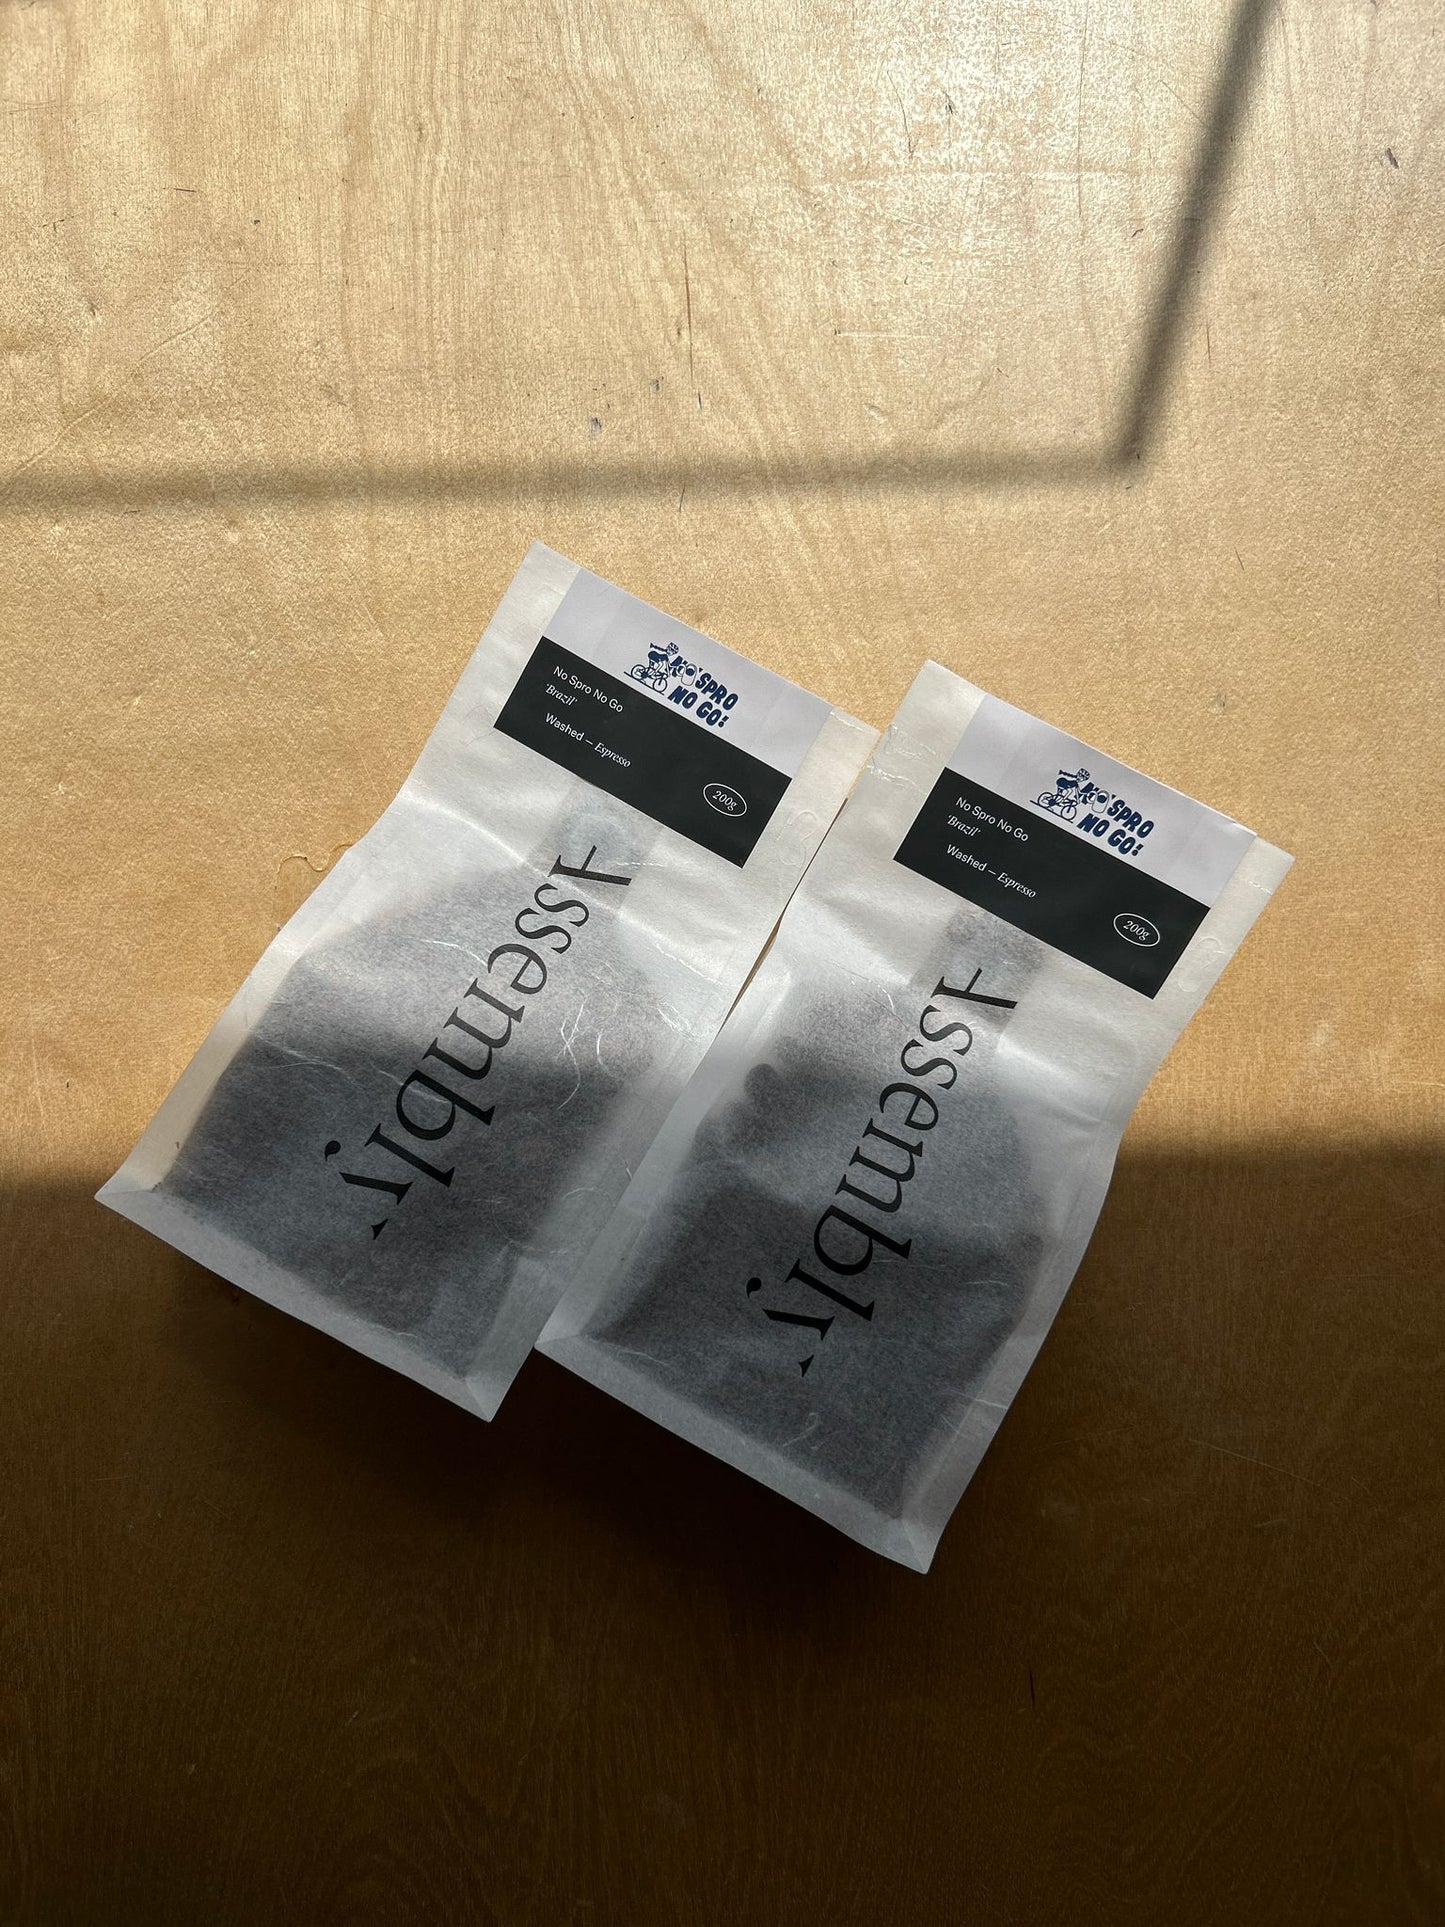 NO SPRO
NO GO!
No Spro No Go
'Brazil'
Washed — Espresso
200g
Assembly
NO SPRO
NO GO!
No Spro No Go
'Brazil'
Washed — Espresso
200g
Assembly